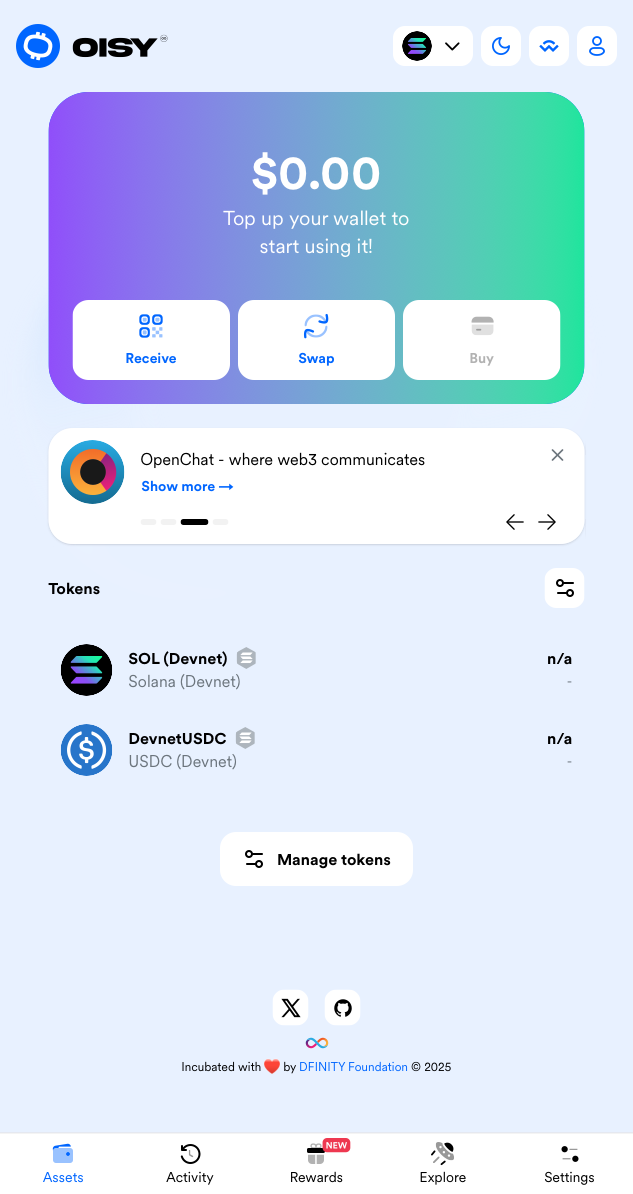 OISY
$0.00
Top up your wallet to
start using it!
Receive
Swap
Buy
OpenChat - where web3 communicates
Show more →
Tokens
SOL (Devnet)
n/a
Solana (Devnet)
-
DevnetUSDC
n/a
USDC (Devnet)
-
Manage tokens
Incubated with ❤️ by DFINITY Foundation © 2025
NEW
Assets
Activity
Rewards
Explore
Settings